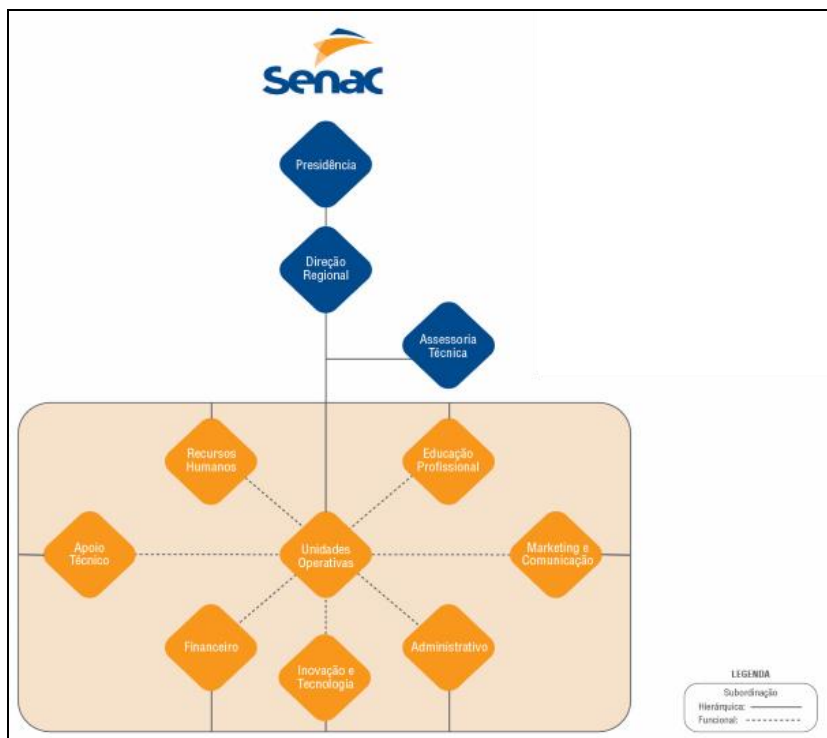 Senac
Presidência
Direção
Regional
Assessoria
Técnica
Recursos
Humanos
Educação
Profissional
Apoio
Técnico
Unidades
Operativas
Marketing e
Comunicação
Financeiro
Inovação e
Tecnologia
Administrativo
LEGENDA
Subordinação
Hierárquica:
Funcional: